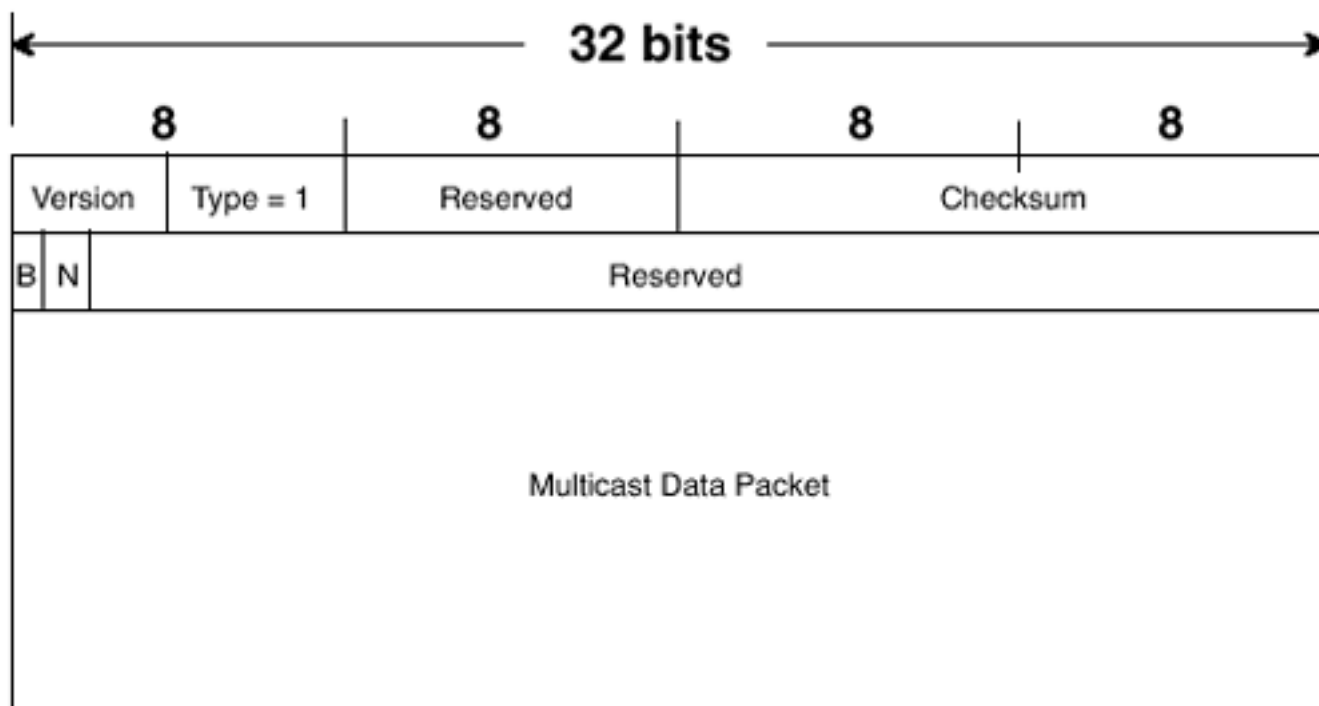 32 bits
8 8 8 8
Version Type = 1 Reserved Checksum
B N Reserved
Multicast Data Packet